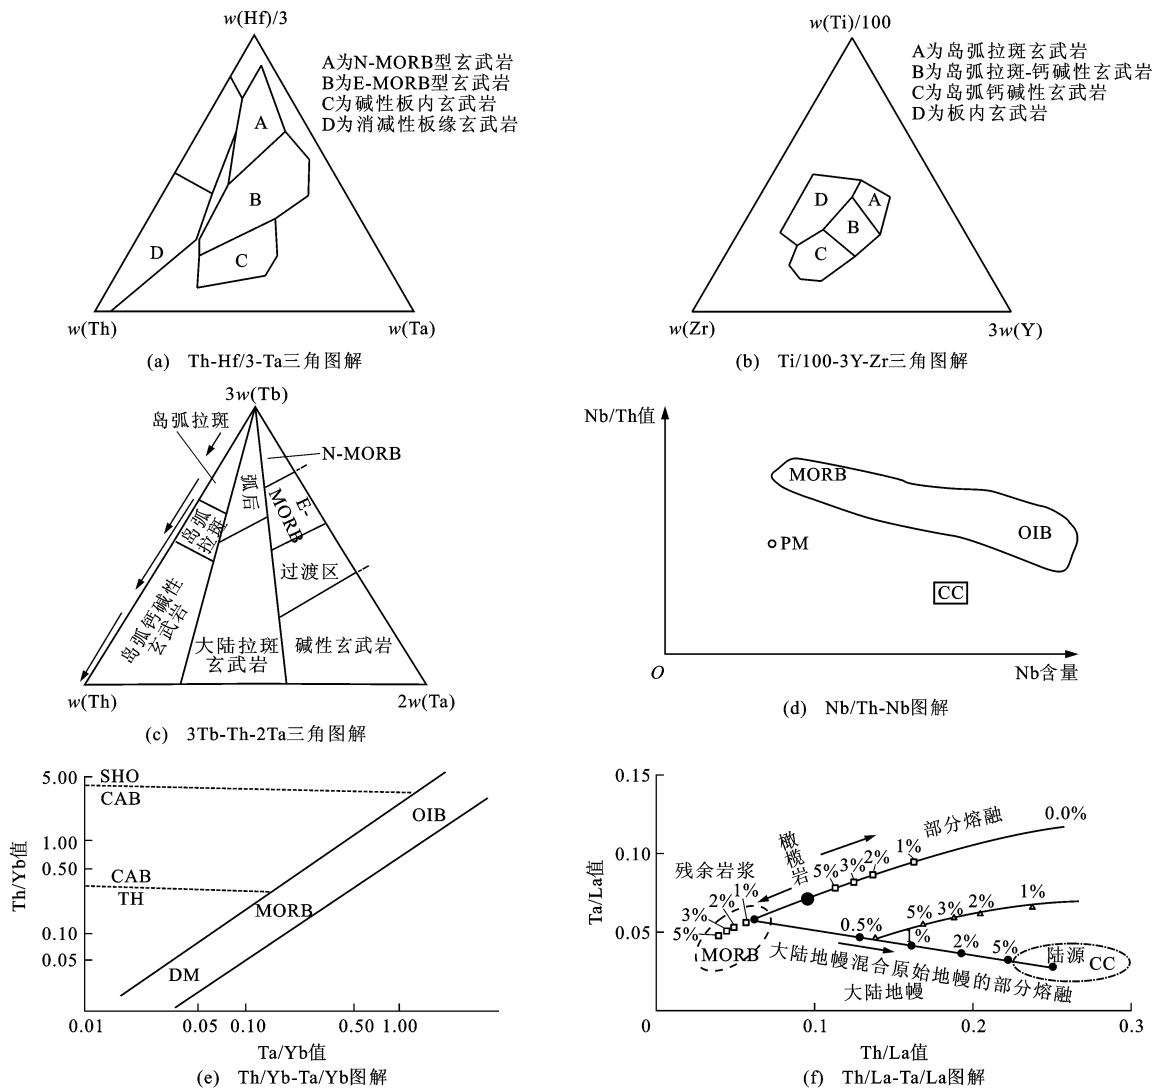 w(Hf)/3
A为N-MORB型玄武岩
B为E-MORB型玄武岩
C为碱性板内玄武岩
D为消减性板缘玄武岩
A
B
C
D
w(Th)
w(Ta)
(a) Th-Hf/3-Ta三角图解
w(Ti)/100
A为岛弧拉斑玄武岩
B为岛弧拉斑-钙碱性玄武岩
C为岛弧钙碱性玄武岩
D为板内玄武岩
D
A
B
C
w(Zr)
3w(Y)
(b) Ti/100-3Y-Zr三角图解
3w(Tb)
岛弧拉斑
N-MORB
弧后
E-
MORB
岛弧
拉斑
过渡区
岛弧钙碱性
玄武岩
大陆拉斑
玄武岩
碱性玄武岩
w(Th)
2w(Ta)
(c) 3Tb-Th-2Ta三角图解
Nb/Th值
MORB
OIB
PM
CC
O
Nb含量
(d) Nb/Th-Nb图解
Th/Yb值
5.00
1.00
0.50
0.10
0.05
SHO
CAB
CAB
TH
OIB
MORB
DM
0.01
0.05
0.10
0.50
1.00
Ta/Yb值
(e) Th/Yb-Ta/Yb图解
Ta/La值
0.15
0.10
0.05
0
橄榄岩
部分熔融
0.0%
5%
3%
2%
1%
残余岩浆
1%
2%
3%
5%
MORB
0.5%
5%
3%
2%
1%
1%
2%
5%
陆源
CC
大陆地幔混合原始地幔的部分熔融
大陆地幔
0.1
0.2
0.3
Th/La值
(f) Th/La-Ta/La图解